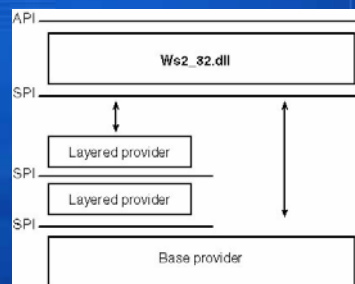 API
Ws2_32.dll
SPI
Layered provider
SPI
Layered provider
SPI
Base provider